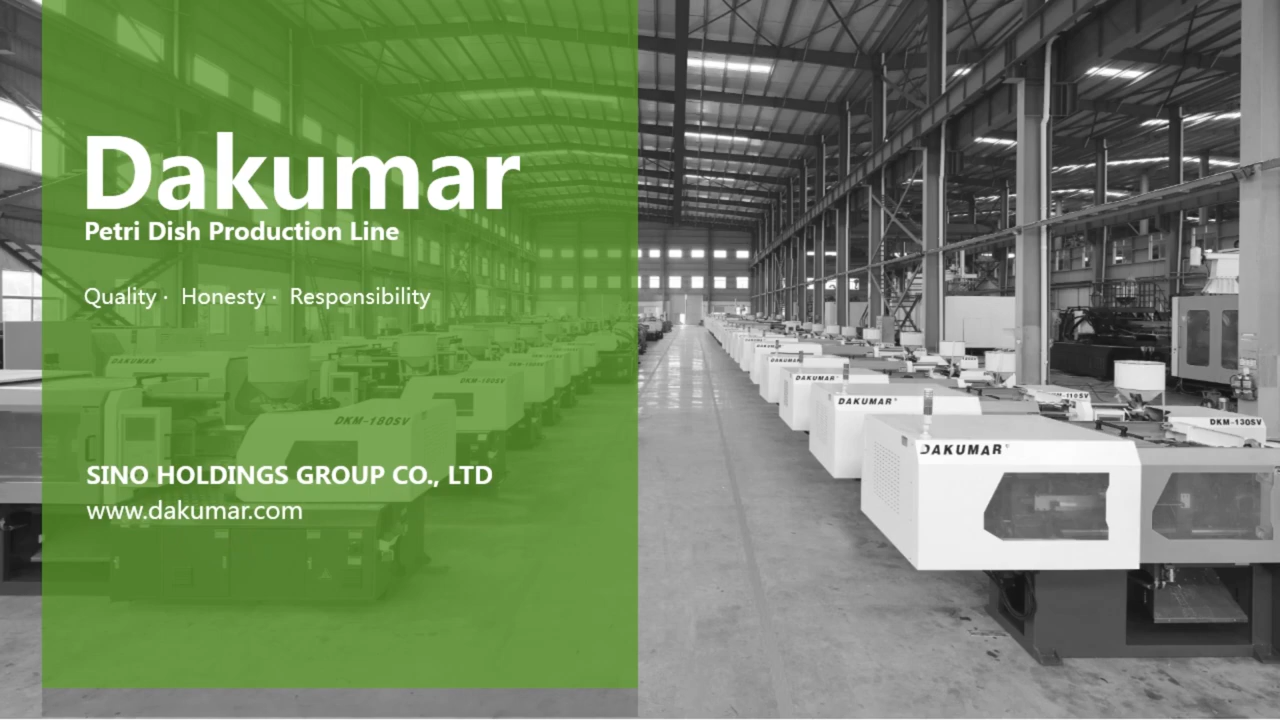 Dakumar
Petri Dish Production Line
Quality · Honesty · Responsibility
SINO HOLDINGS GROUP CO., LTD
www.dakumar.com
DAKUMAR
DKM-180SV
DAKUMAR
DAKUMAR
DAKUMAR®
DKM-130SV